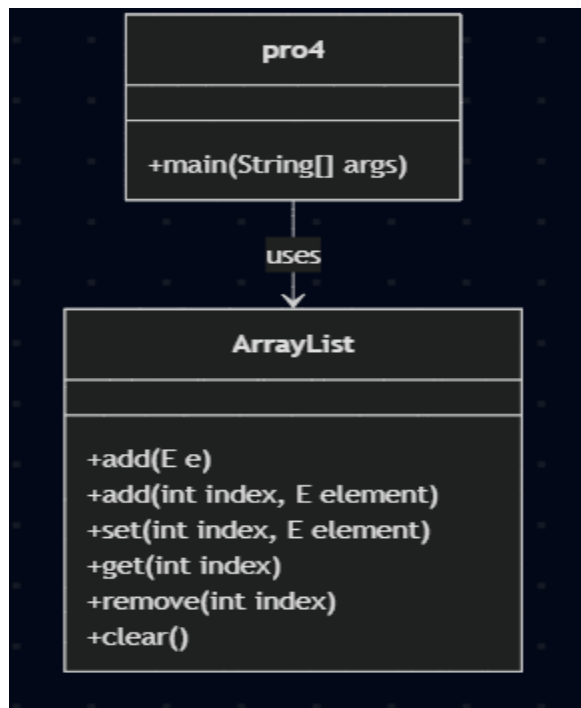 pro4
+main(String[] args)
uses
ArrayList
+add(E e)
+add(int index, E element)
+set(int index, E element)
+get(int index)
+remove(int index)
+clear()